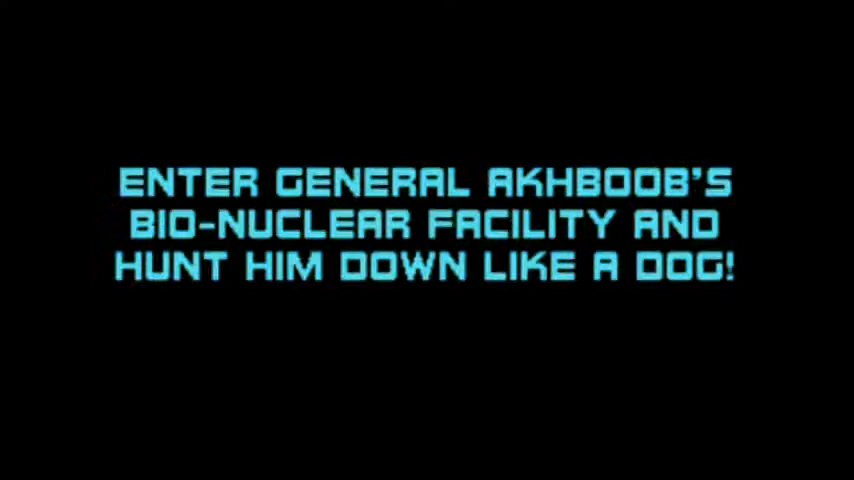 ENTER GENERAL AKHBOOB'S
BIO-NUCLEAR FACILITY AND
HUNT HIM DOWN LIKE A DOG!